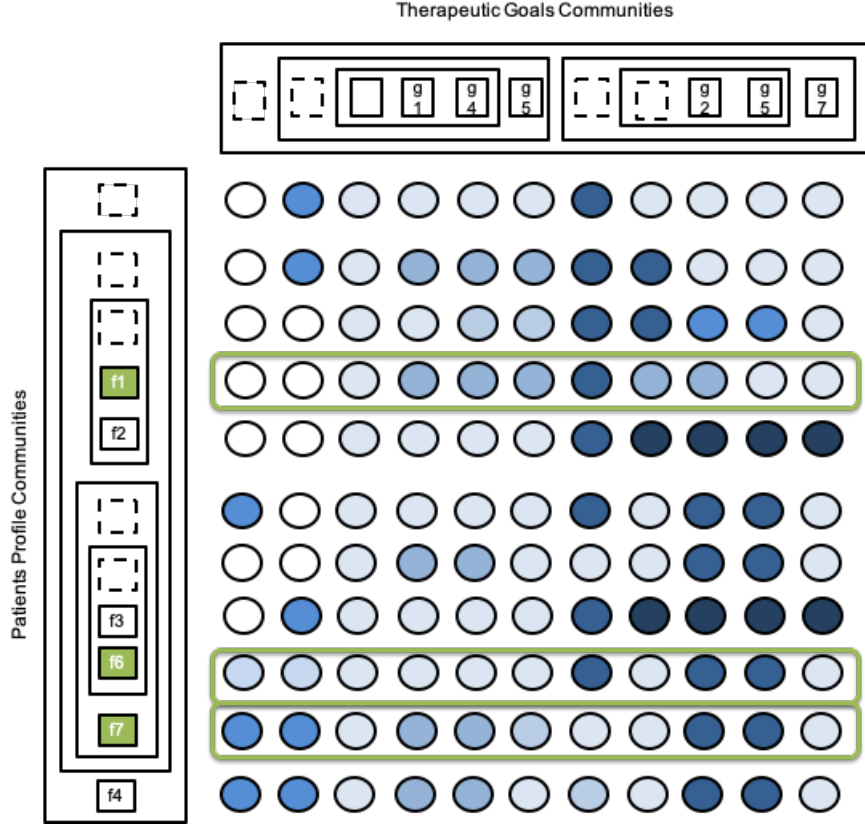 Therapeutic Goals Communities
g
1
g
4
g
5
g
2
g
5
g
7
Patients Profile Communities
f1
f2
f3
f6
f7
f4